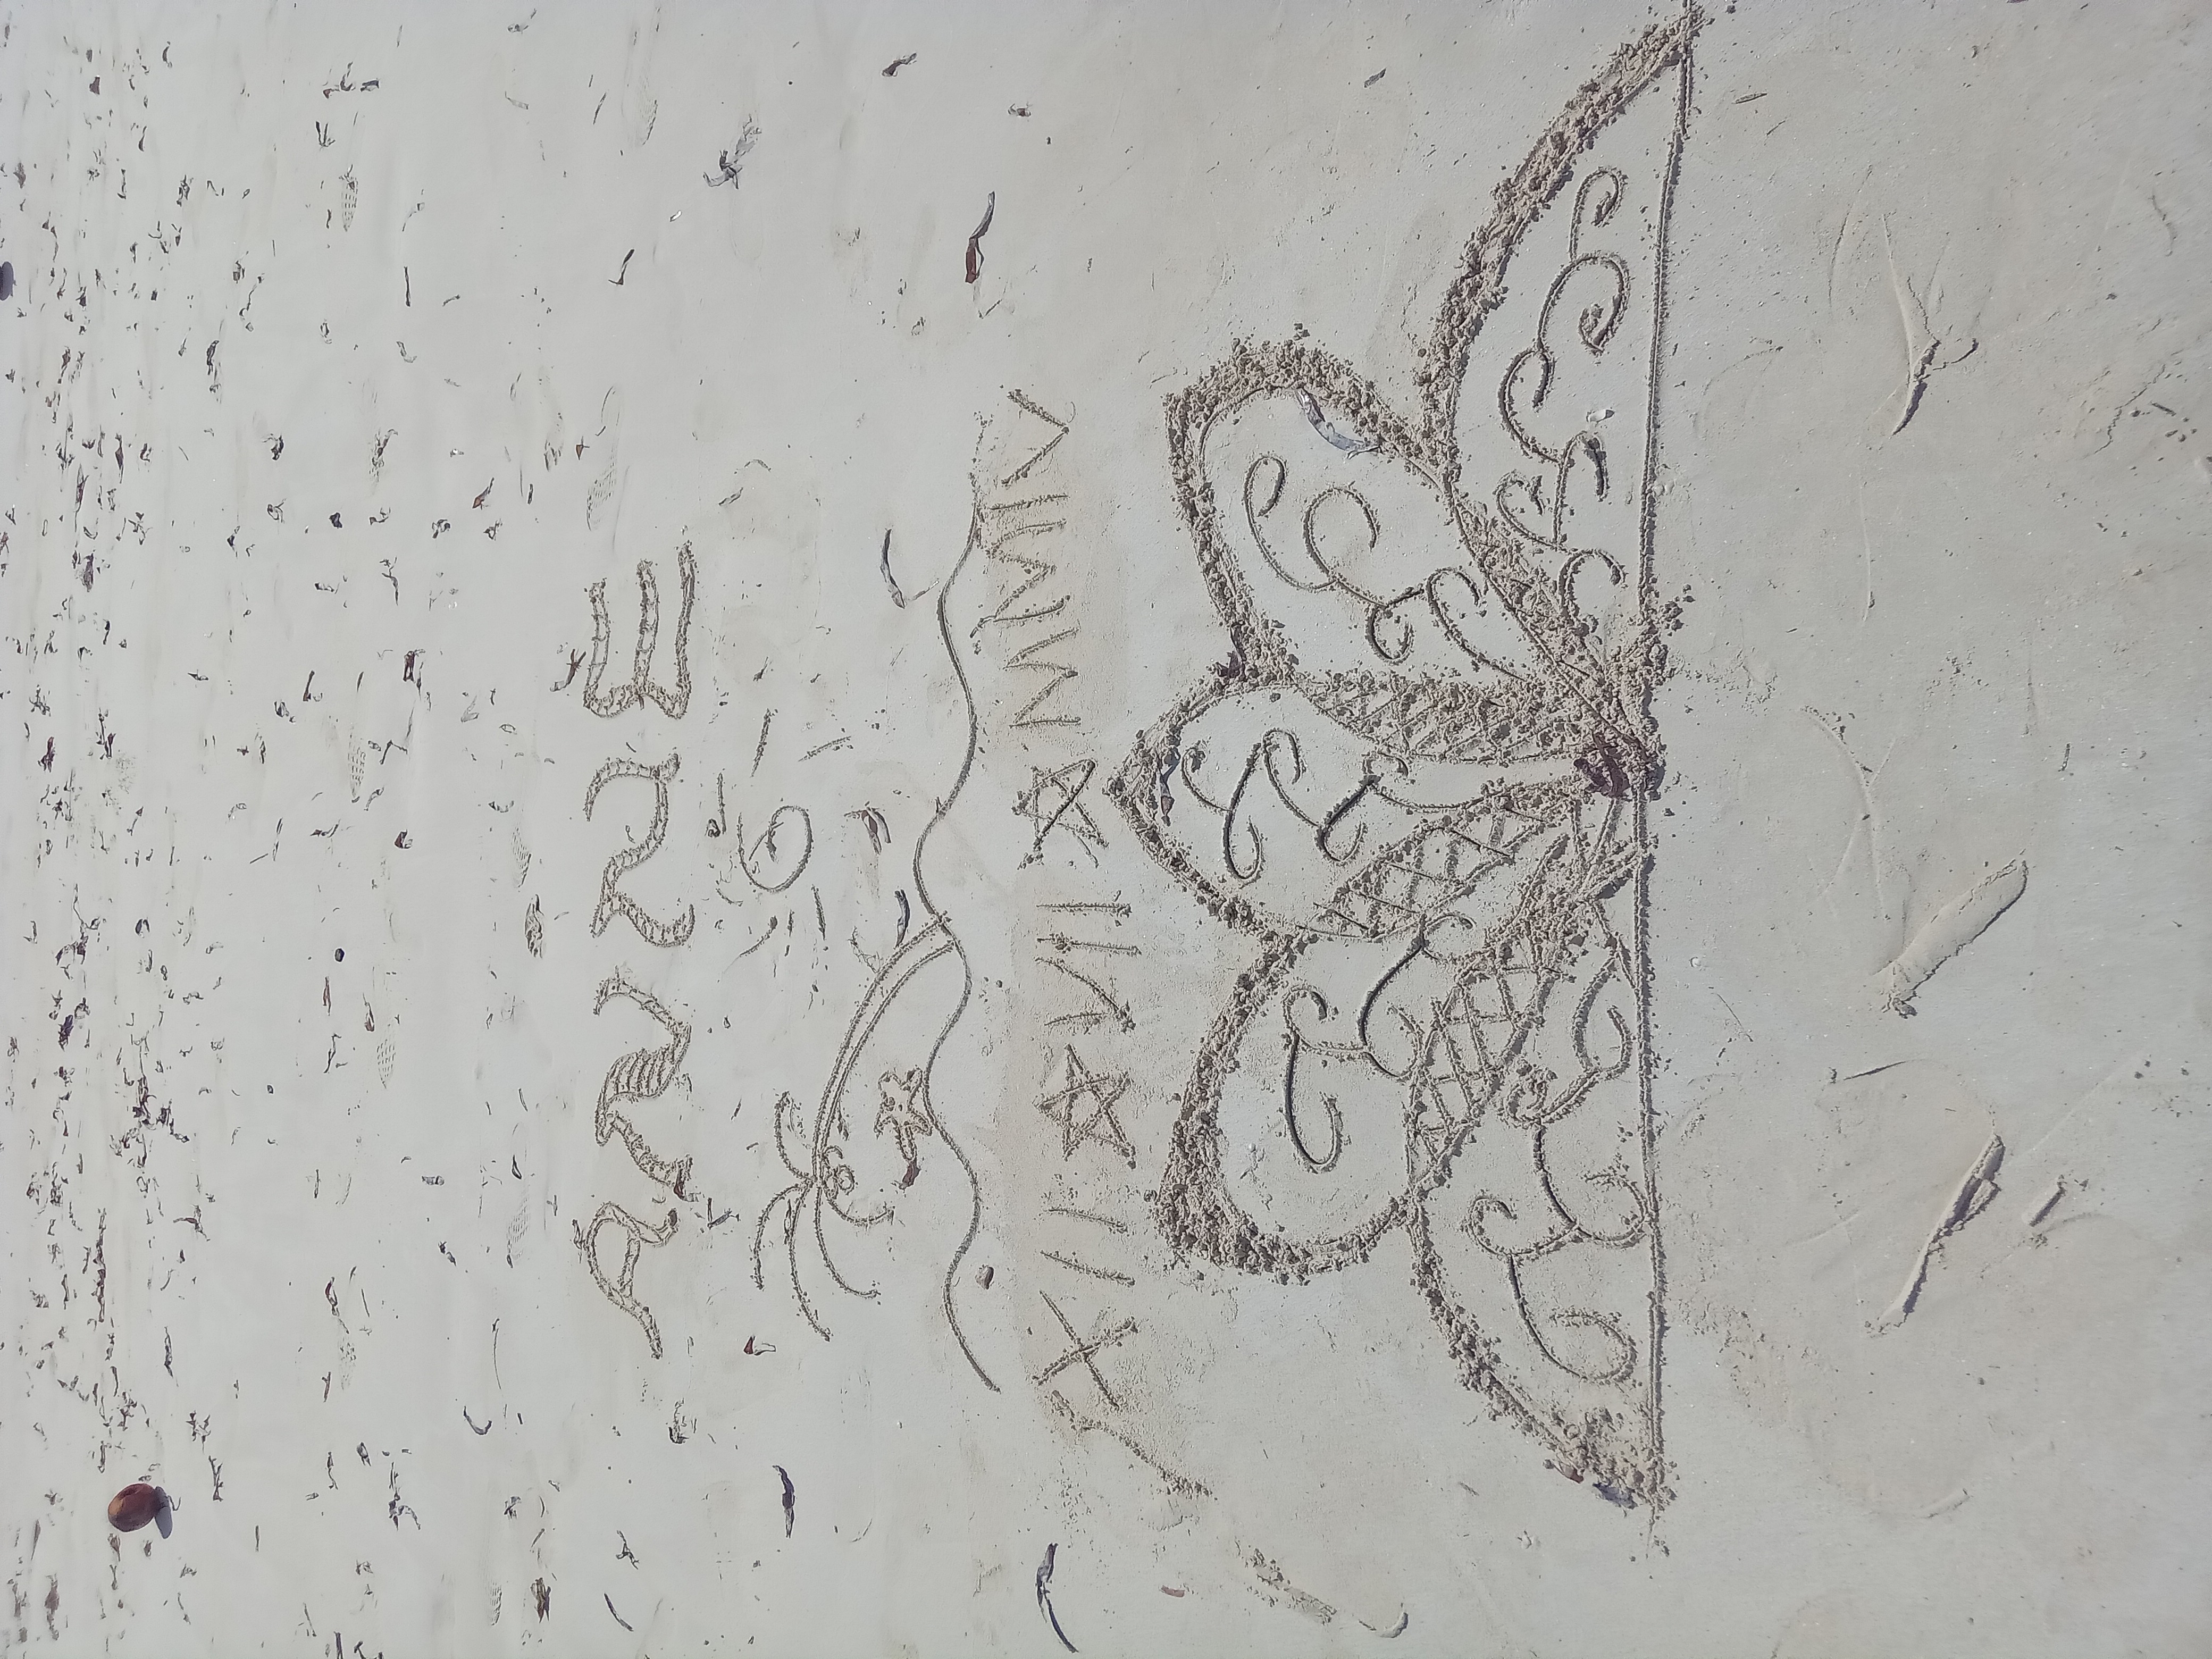 ANNE
XII ☆ VII ☆ MMIV